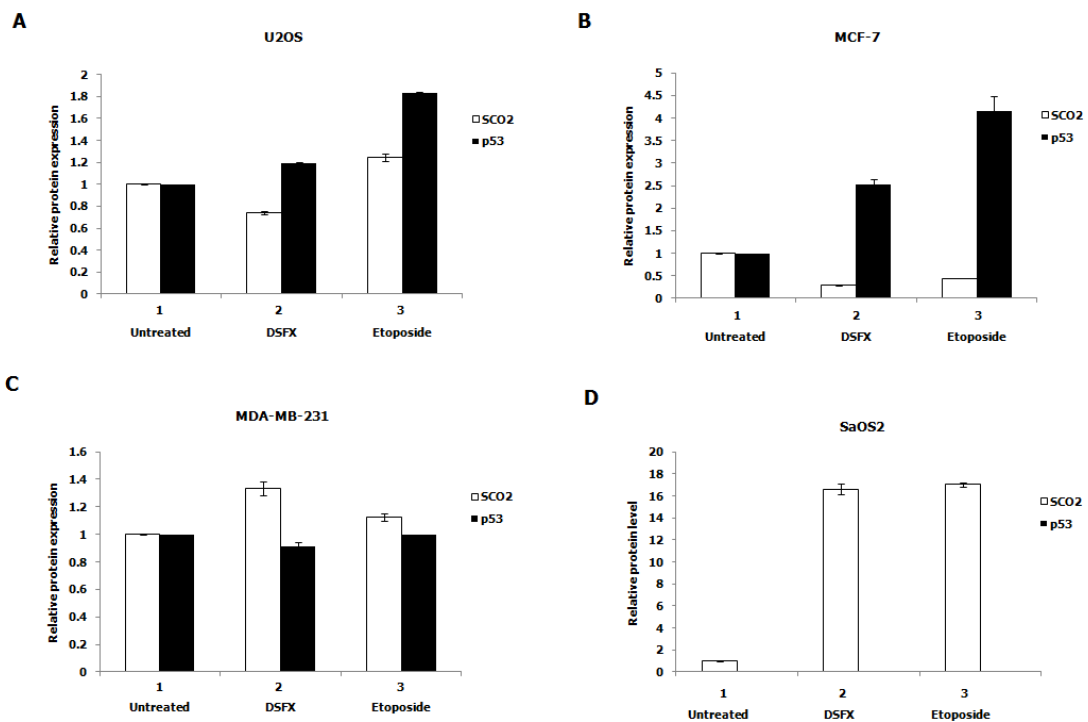 A
U2OS
Relative protein expression
2
1.8
1.6
1.4
1.2
1
0.8
0.6
0.4
0.2
0
SCO2
p53
1 2 3
Untreated DSFX Etoposide
B
MCF-7
Relative protein expression
5
4.5
4
3.5
3
2.5
2
1.5
1
0.5
0
SCO2
p53
1 2 3
Untreated DSFX Etoposide
C
MDA-MB-231
Relative protein expression
1.6
1.4
1.2
1
0.8
0.6
0.4
0.2
0
SCO2
p53
1 2 3
Untreated DSFX Etoposide
D
SaOS2
Relative protein level
20
18
16
14
12
10
8
6
4
2
0
SCO2
p53
1 2 3
Untreated DSFX Etoposide